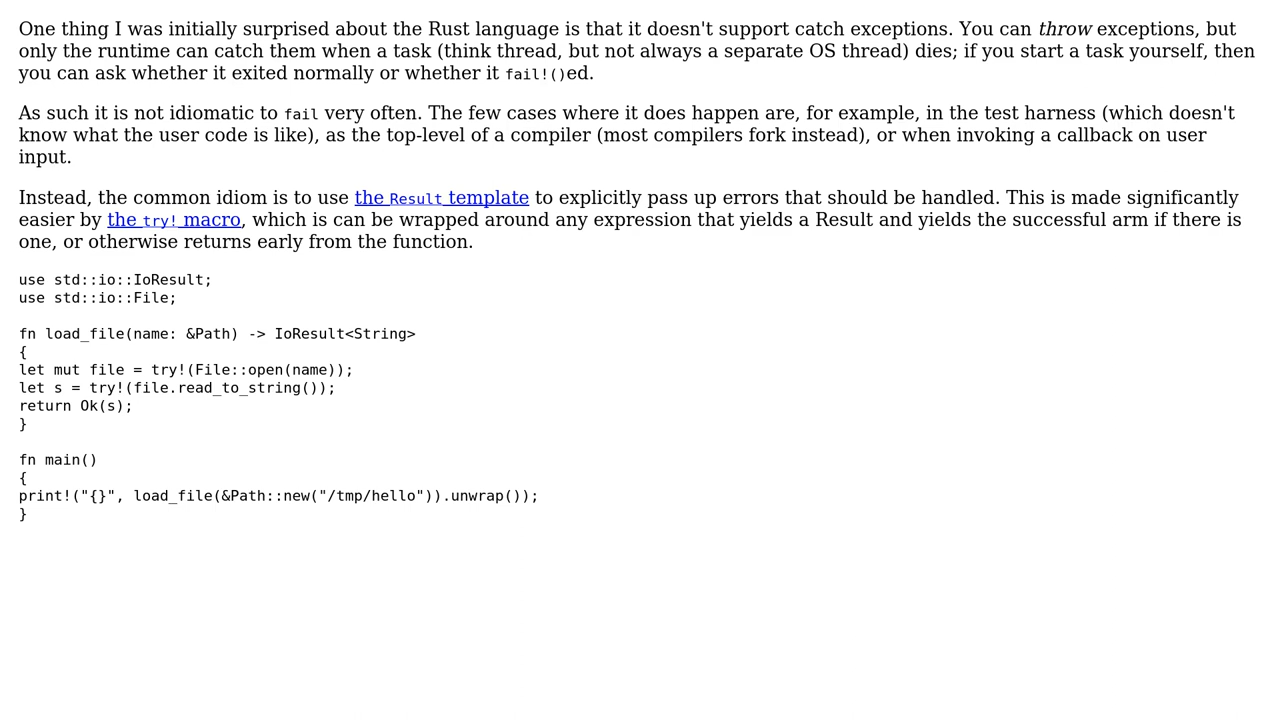 One thing I was initially surprised about the Rust language is that it doesn't support catch exceptions. You can throw exceptions, but
only the runtime can catch them when a task (think thread, but not always a separate OS thread) dies; if you start a task yourself, then
you can ask whether it exited normally or whether it fail!()ed.
As such it is not idiomatic to fail very often. The few cases where it does happen are, for example, in the test harness (which doesn't
know what the user code is like), as the top-level of a compiler (most compilers fork instead), or when invoking a callback on user
input.
Instead, the common idiom is to use the Result template to explicitly pass up errors that should be handled. This is made significantly
easier by the try! macro, which is can be wrapped around any expression that yields a Result and yields the successful arm if there is
one, or otherwise returns early from the function.
use std::io::IoResult;
use std::io::File;
fn load_file(name: &Path) -> IoResult<String>
{
let mut file = try!(File::open(name));
let s = try!(file.read_to_string());
return Ok(s);
}
fn main()
{
print!("{}", load_file(&Path::new("/tmp/hello")).unwrap());
}